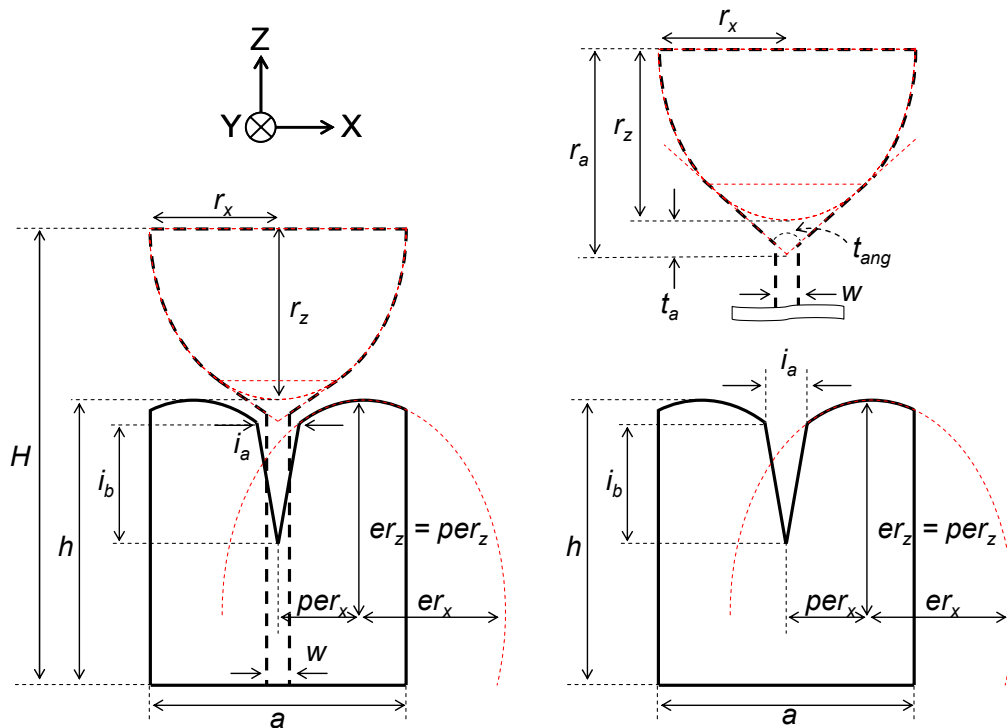 Z
Y X
r_x
r_z
H
h
i_a
i_b
er_z = per_z
per_x er_x
w
a
r_x
r_a
r_z
t_ang
t_a
w
i_a
i_b
h
er_z = per_z
per_x er_x
a